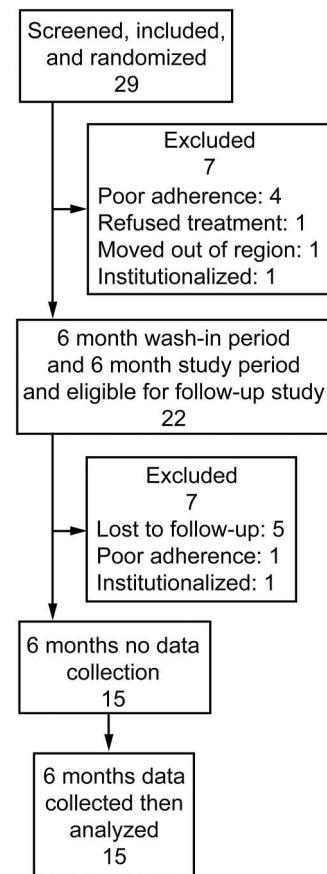 Screened, included,
and randomized
29
Excluded
7
Poor adherence: 4
Refused treatment: 1
Moved out of region: 1
Institutionalized: 1
6 month wash-in period
and 6 month study period
and eligible for follow-up study
22
Excluded
7
Lost to follow-up: 5
Poor adherence: 1
Institutionalized: 1
6 months no data
collection
15
6 months data
collected then
analyzed
15